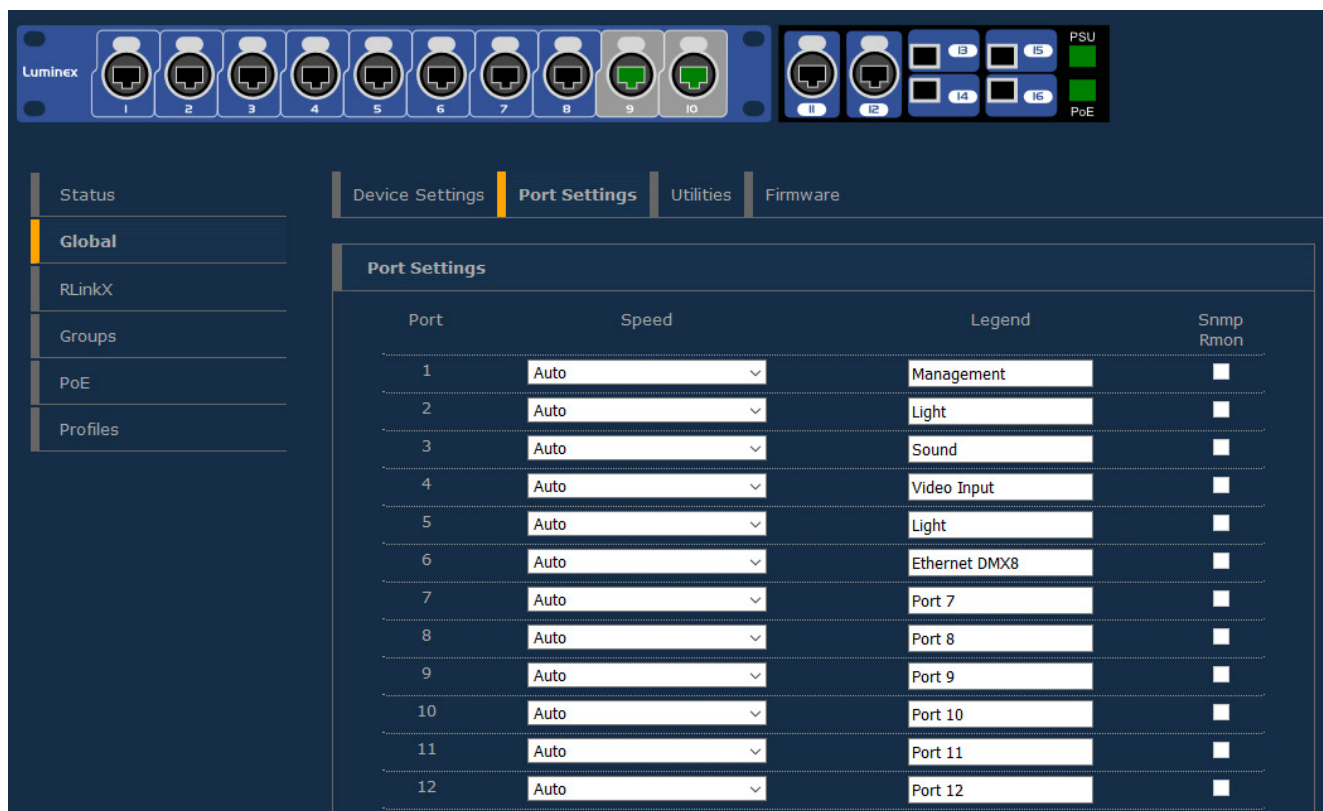 Luminex
1 2 3 4 5 6 7 8 9 10 11 12 13 14 15 16
PSU
PoE
Status
Global
RLinkX
Groups
PoE
Profiles
Device Settings Port Settings Utilities Firmware
Port Settings
Port Speed Legend Snmp Rmon
1 Auto Management
2 Auto Light
3 Auto Sound
4 Auto Video Input
5 Auto Light
6 Auto Ethernet DMX8
7 Auto Port 7
8 Auto Port 8
9 Auto Port 9
10 Auto Port 10
11 Auto Port 11
12 Auto Port 12